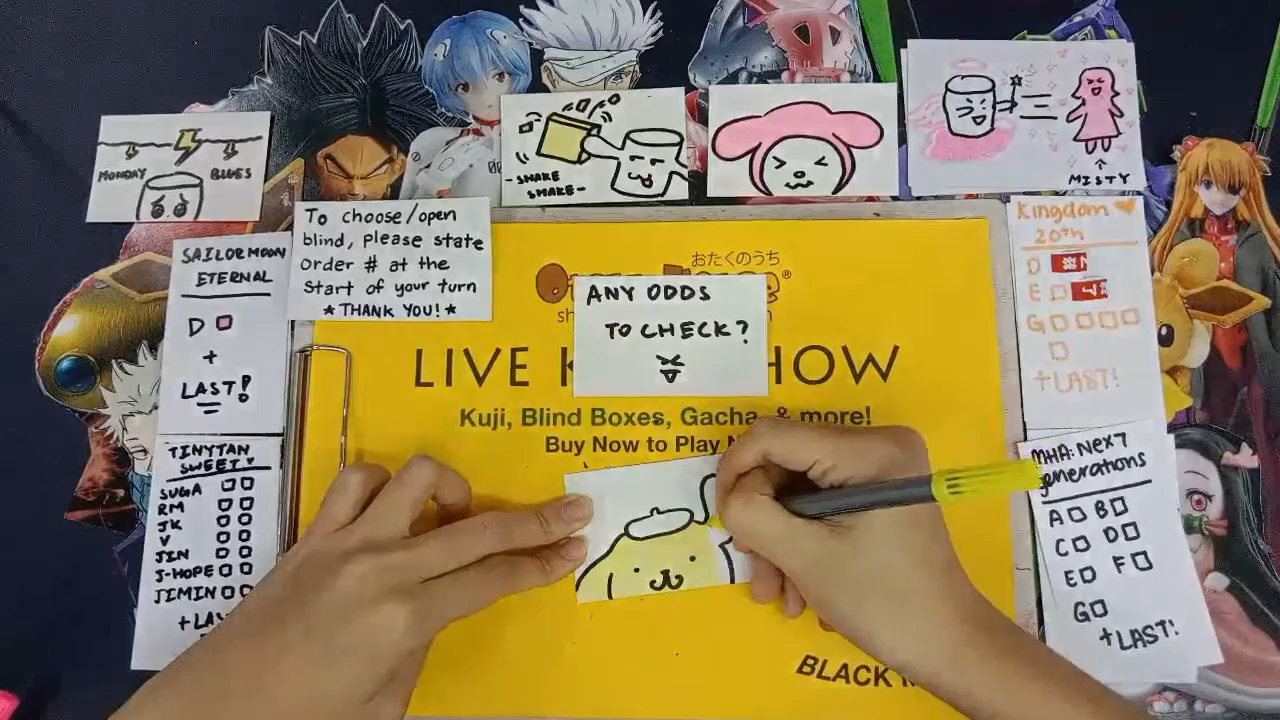 MONDAY BLUES
- SHAKE
SHAKE -
MISTY
SAILORMOON
ETERNAL
D
+
LAST!
To choose/open
blind, please state
Order # at the
start of your turn
★ THANK YOU! ★
おたくのうち
ANY ODDS
TO CHECK?
LIVE SHOW
Kuji, Blind Boxes, Gacha, & more!
Buy Now to Play
BLACK
TINYTAN
SWEET
SUGA
RM
JK
V
JIN
J-HOPE
JIMIN
Kingdom
20th
D
E
G
+LAST!
MHA: Next
generations
A B
C D
E F
G
+LAST!